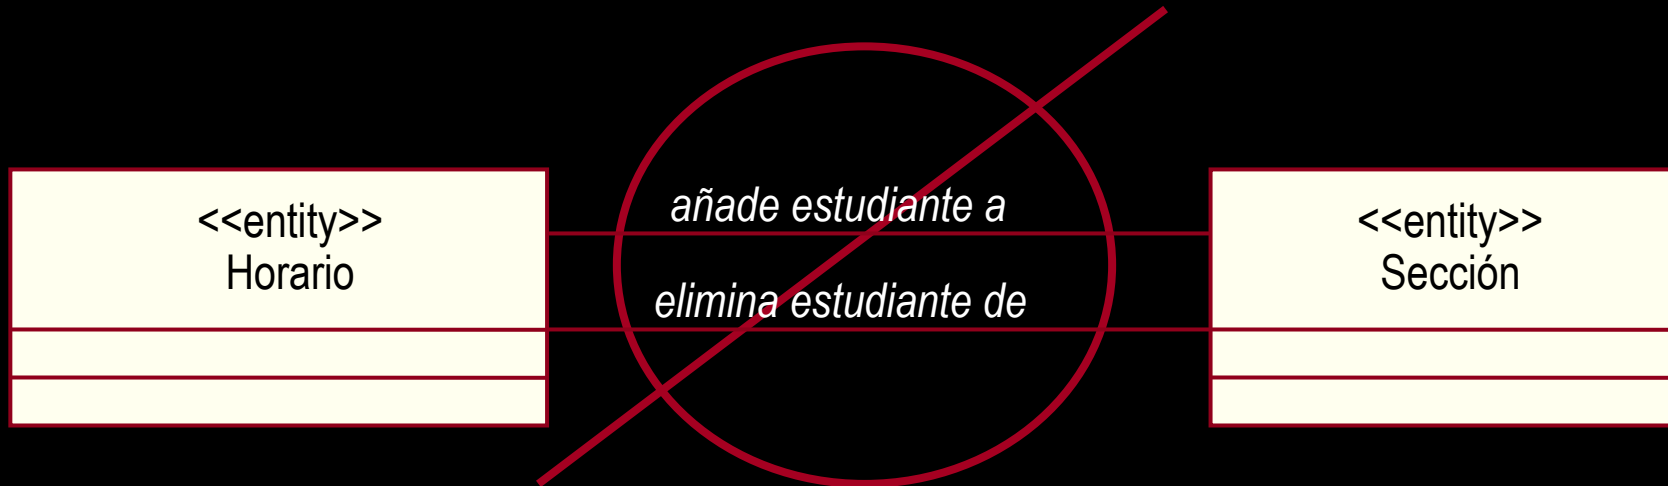 <<entity>>
Horario
añade estudiante a
elimina estudiante de
<<entity>>
Sección